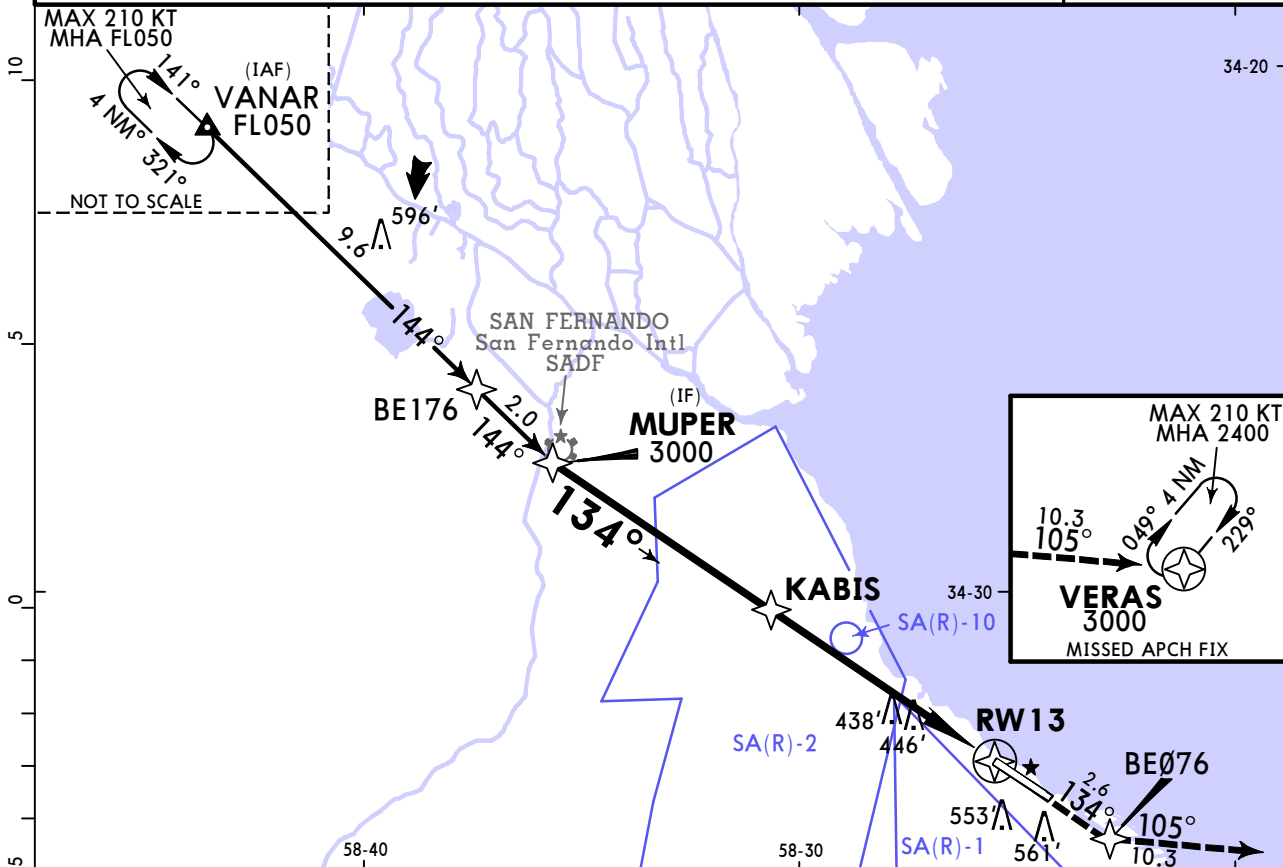 MAX 210 KT
MHA FL050
141°
4 NM°
321°
(IAF)
VANAR
FL050
NOT TO SCALE
10
34-20
596'
9.6
5
144°
SAN FERNANDO
San Fernando Intl
SADF
BE176
2.0
144°
(IF)
MUPER
3000
134°
MAX 210 KT
MHA 2400
049°
4 NM
229°
10.3
105°
VERAS
3000
MISSED APCH FIX
0
KABIS
34-30
SA(R)-10
438'
446'
RW13
SA(R)-2
BEØ076
2.6
134°
105°
10.3
553'
561'
SA(R)-1
5
58-40
58-30